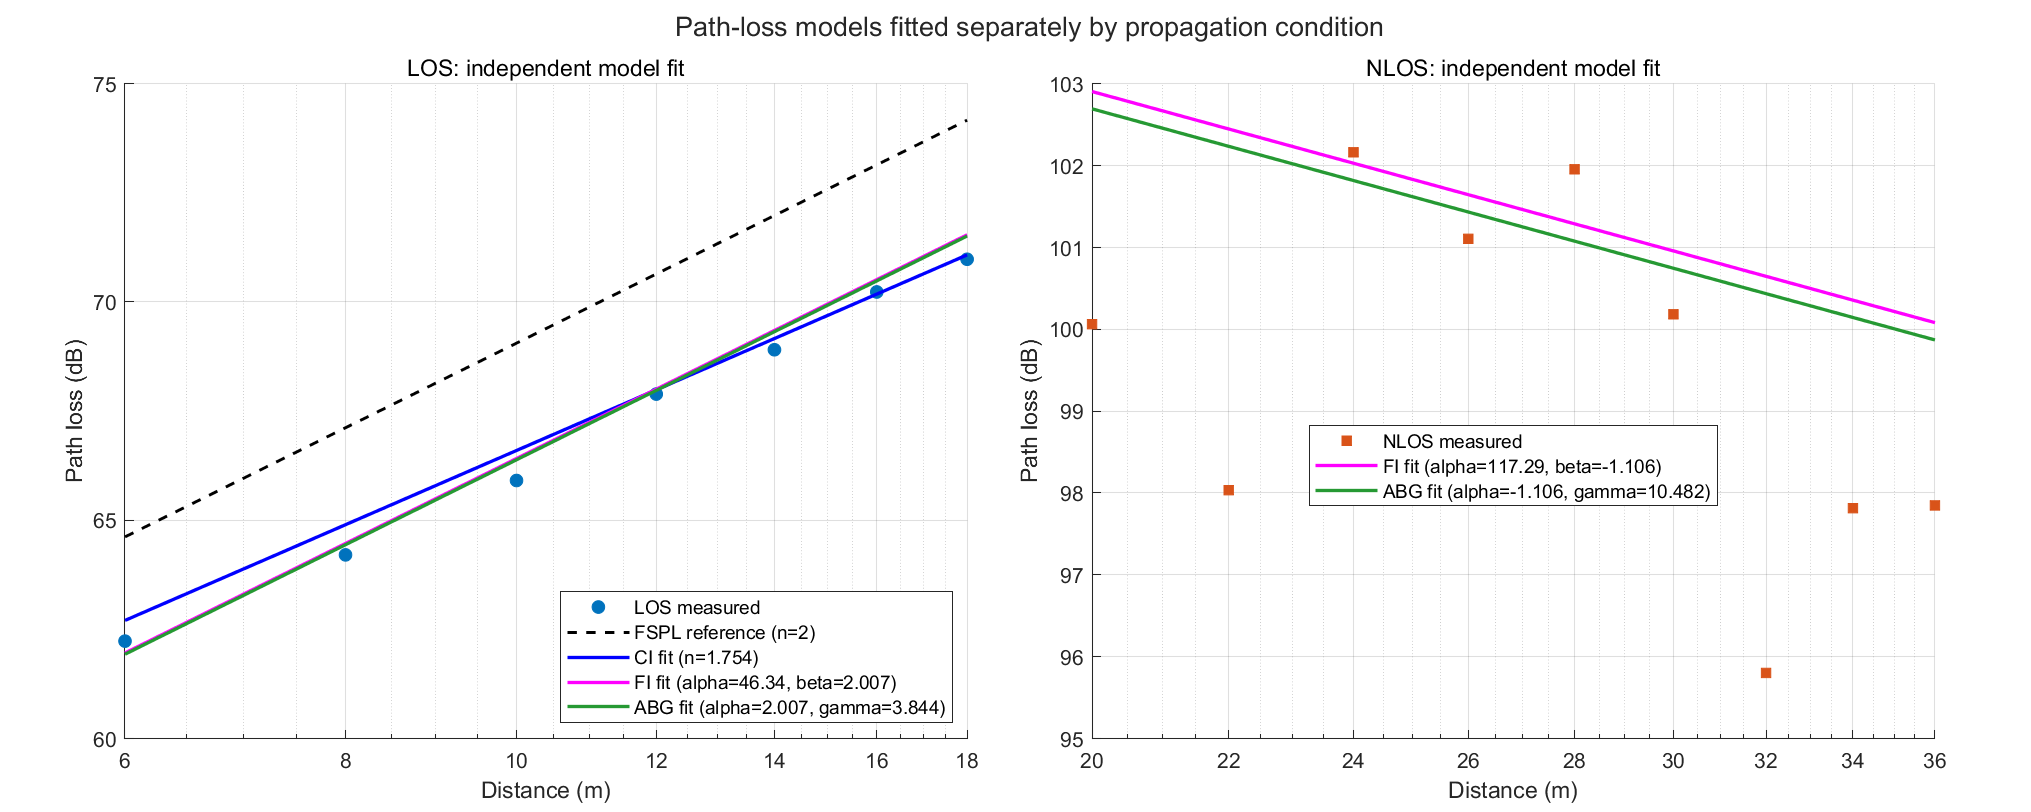 Path-loss models fitted separately by propagation condition
LOS: independent model fit
75
70
65
60
Path loss (dB)
6
8
10
12
14
16
18
Distance (m)
LOS measured
FSPL reference (n=2)
CI fit (n=1.754)
FI fit (alpha=46.34, beta=2.007)
ABG fit (alpha=2.007, gamma=3.844)
NLOS: independent model fit
103
102
101
100
99
98
97
96
95
Path loss (dB)
20
22
24
26
28
30
32
34
36
Distance (m)
NLOS measured
FI fit (alpha=117.29, beta=-1.106)
ABG fit (alpha=-1.106, gamma=10.482)